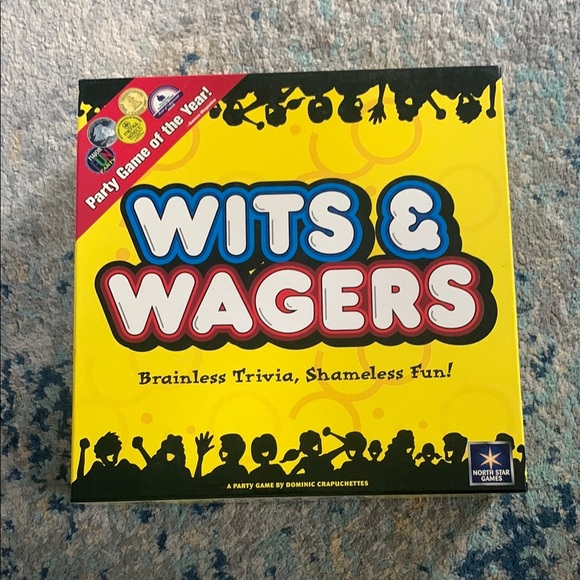 Party Game of the Year!
WITS &
WAGERS
Brainless Trivia, Shameless Fun!
A PARTY GAME BY DOMINIC CRAPUCHETTES
NORTH STAR
GAMES